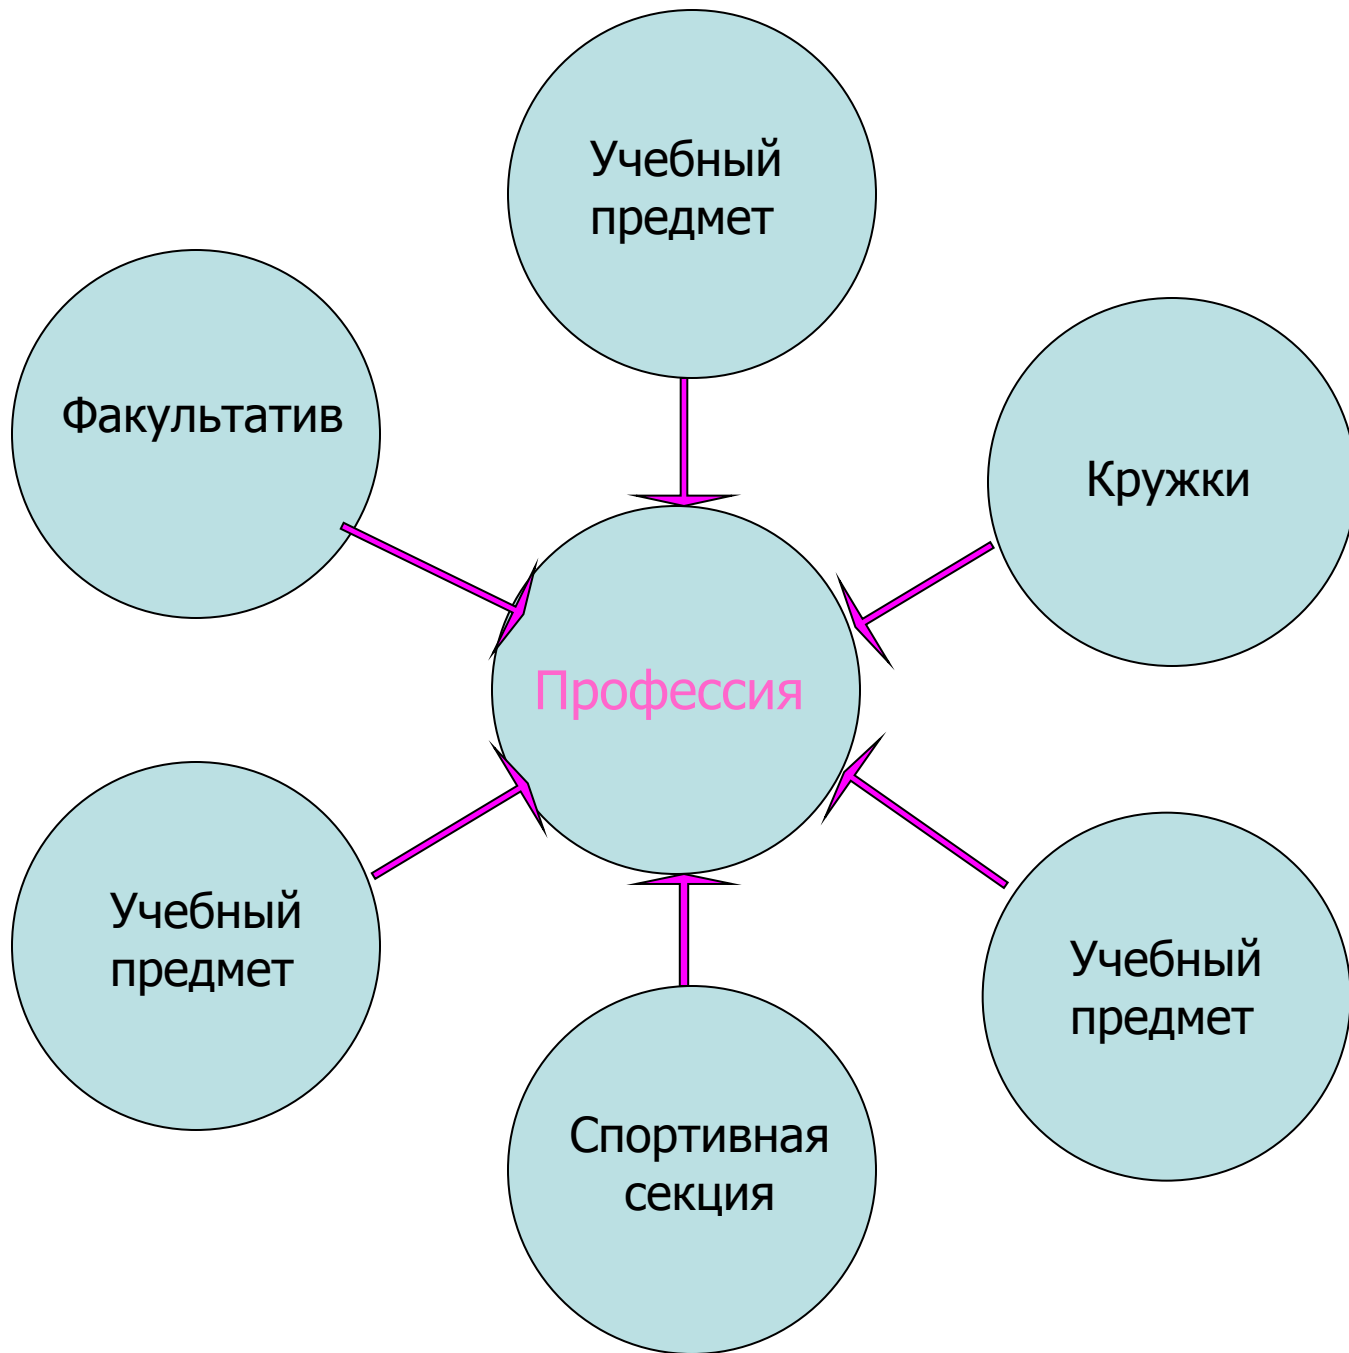 Учебный
предмет
Факультатив
Кружки
Профессия
Учебный
предмет
Учебный
предмет
Спортивная
секция